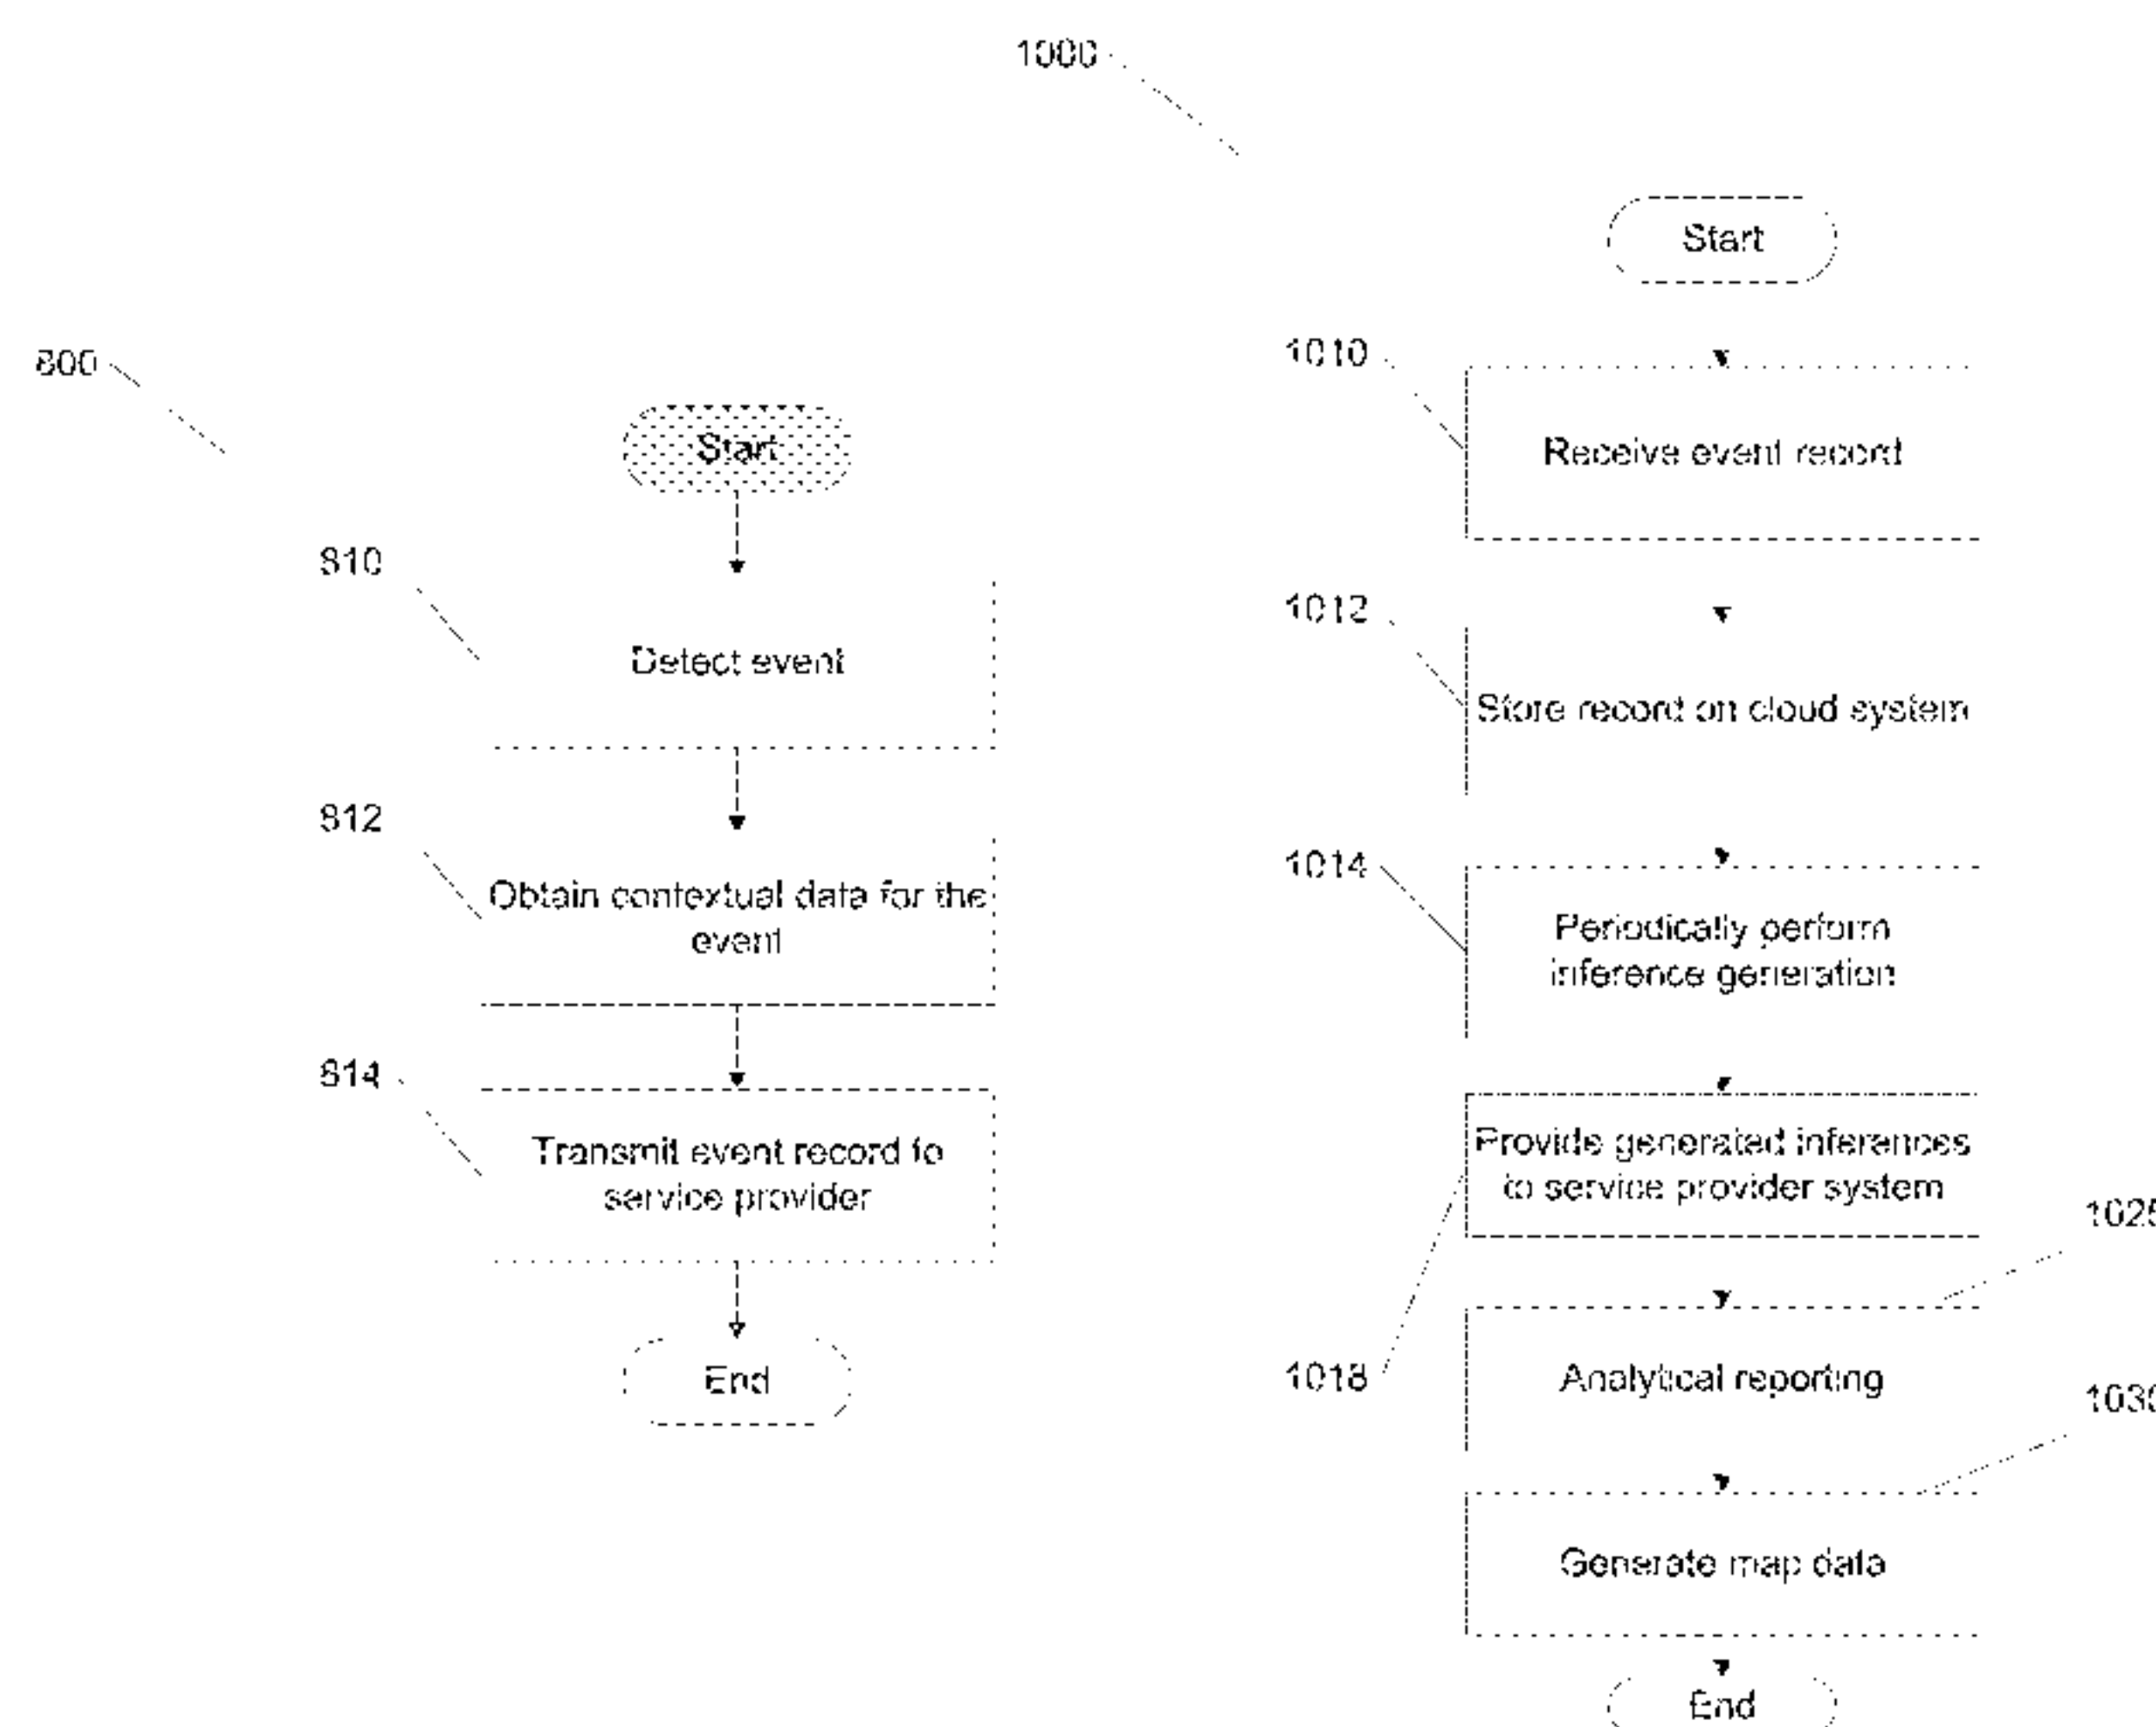 800
Start
810
Detect event
812
Obtain contextual data for the
event
814
Transmit event record to
service provider
End
1000
Start
1010
Receive event record
1012
Store record on cloud system
1014
Periodically perform
inference generation
Provide generated inferences
to service provider system
1018
1025
Analytical reporting
1030
Generate map data
End